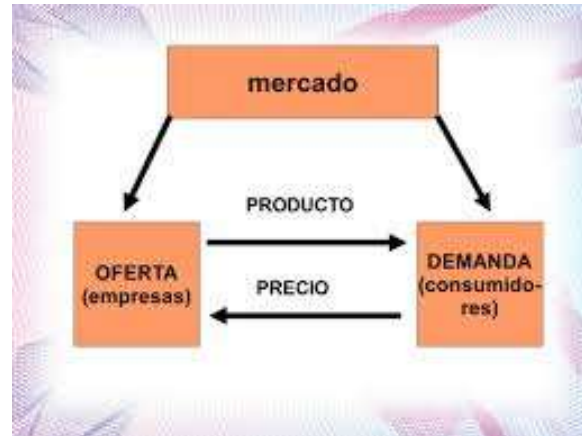 mercado
PRODUCTO
OFERTA
(empresas)
PRECIO
DEMANDA
(consumido-
res)